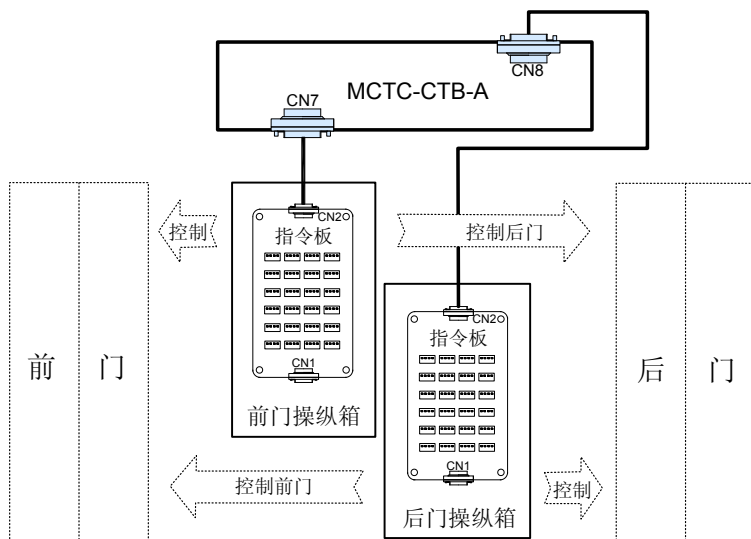 CN8
MCTC-CTB-A
CN7
CN2
控制
指令板
控制后门
CN2
指令板
前 门
CN1
后 门
前门操纵箱
CN1
控制前门
控制
后门操纵箱